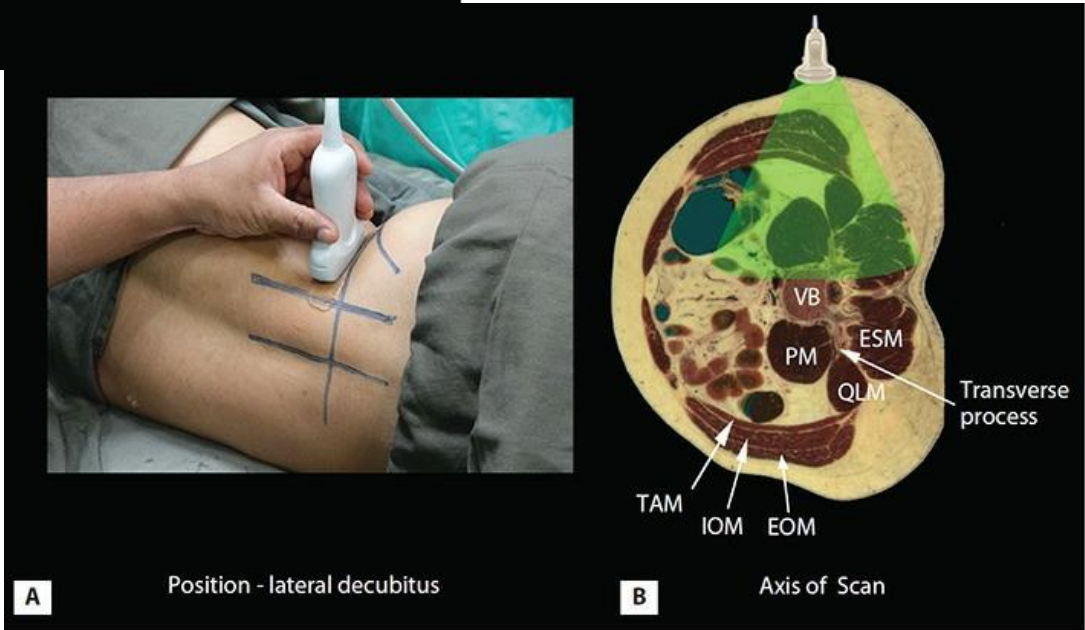 VB
ESM
PM
QLM
Transverse
process
TAM
IOM
EOM
A
Position - lateral decubitus
B
Axis of Scan